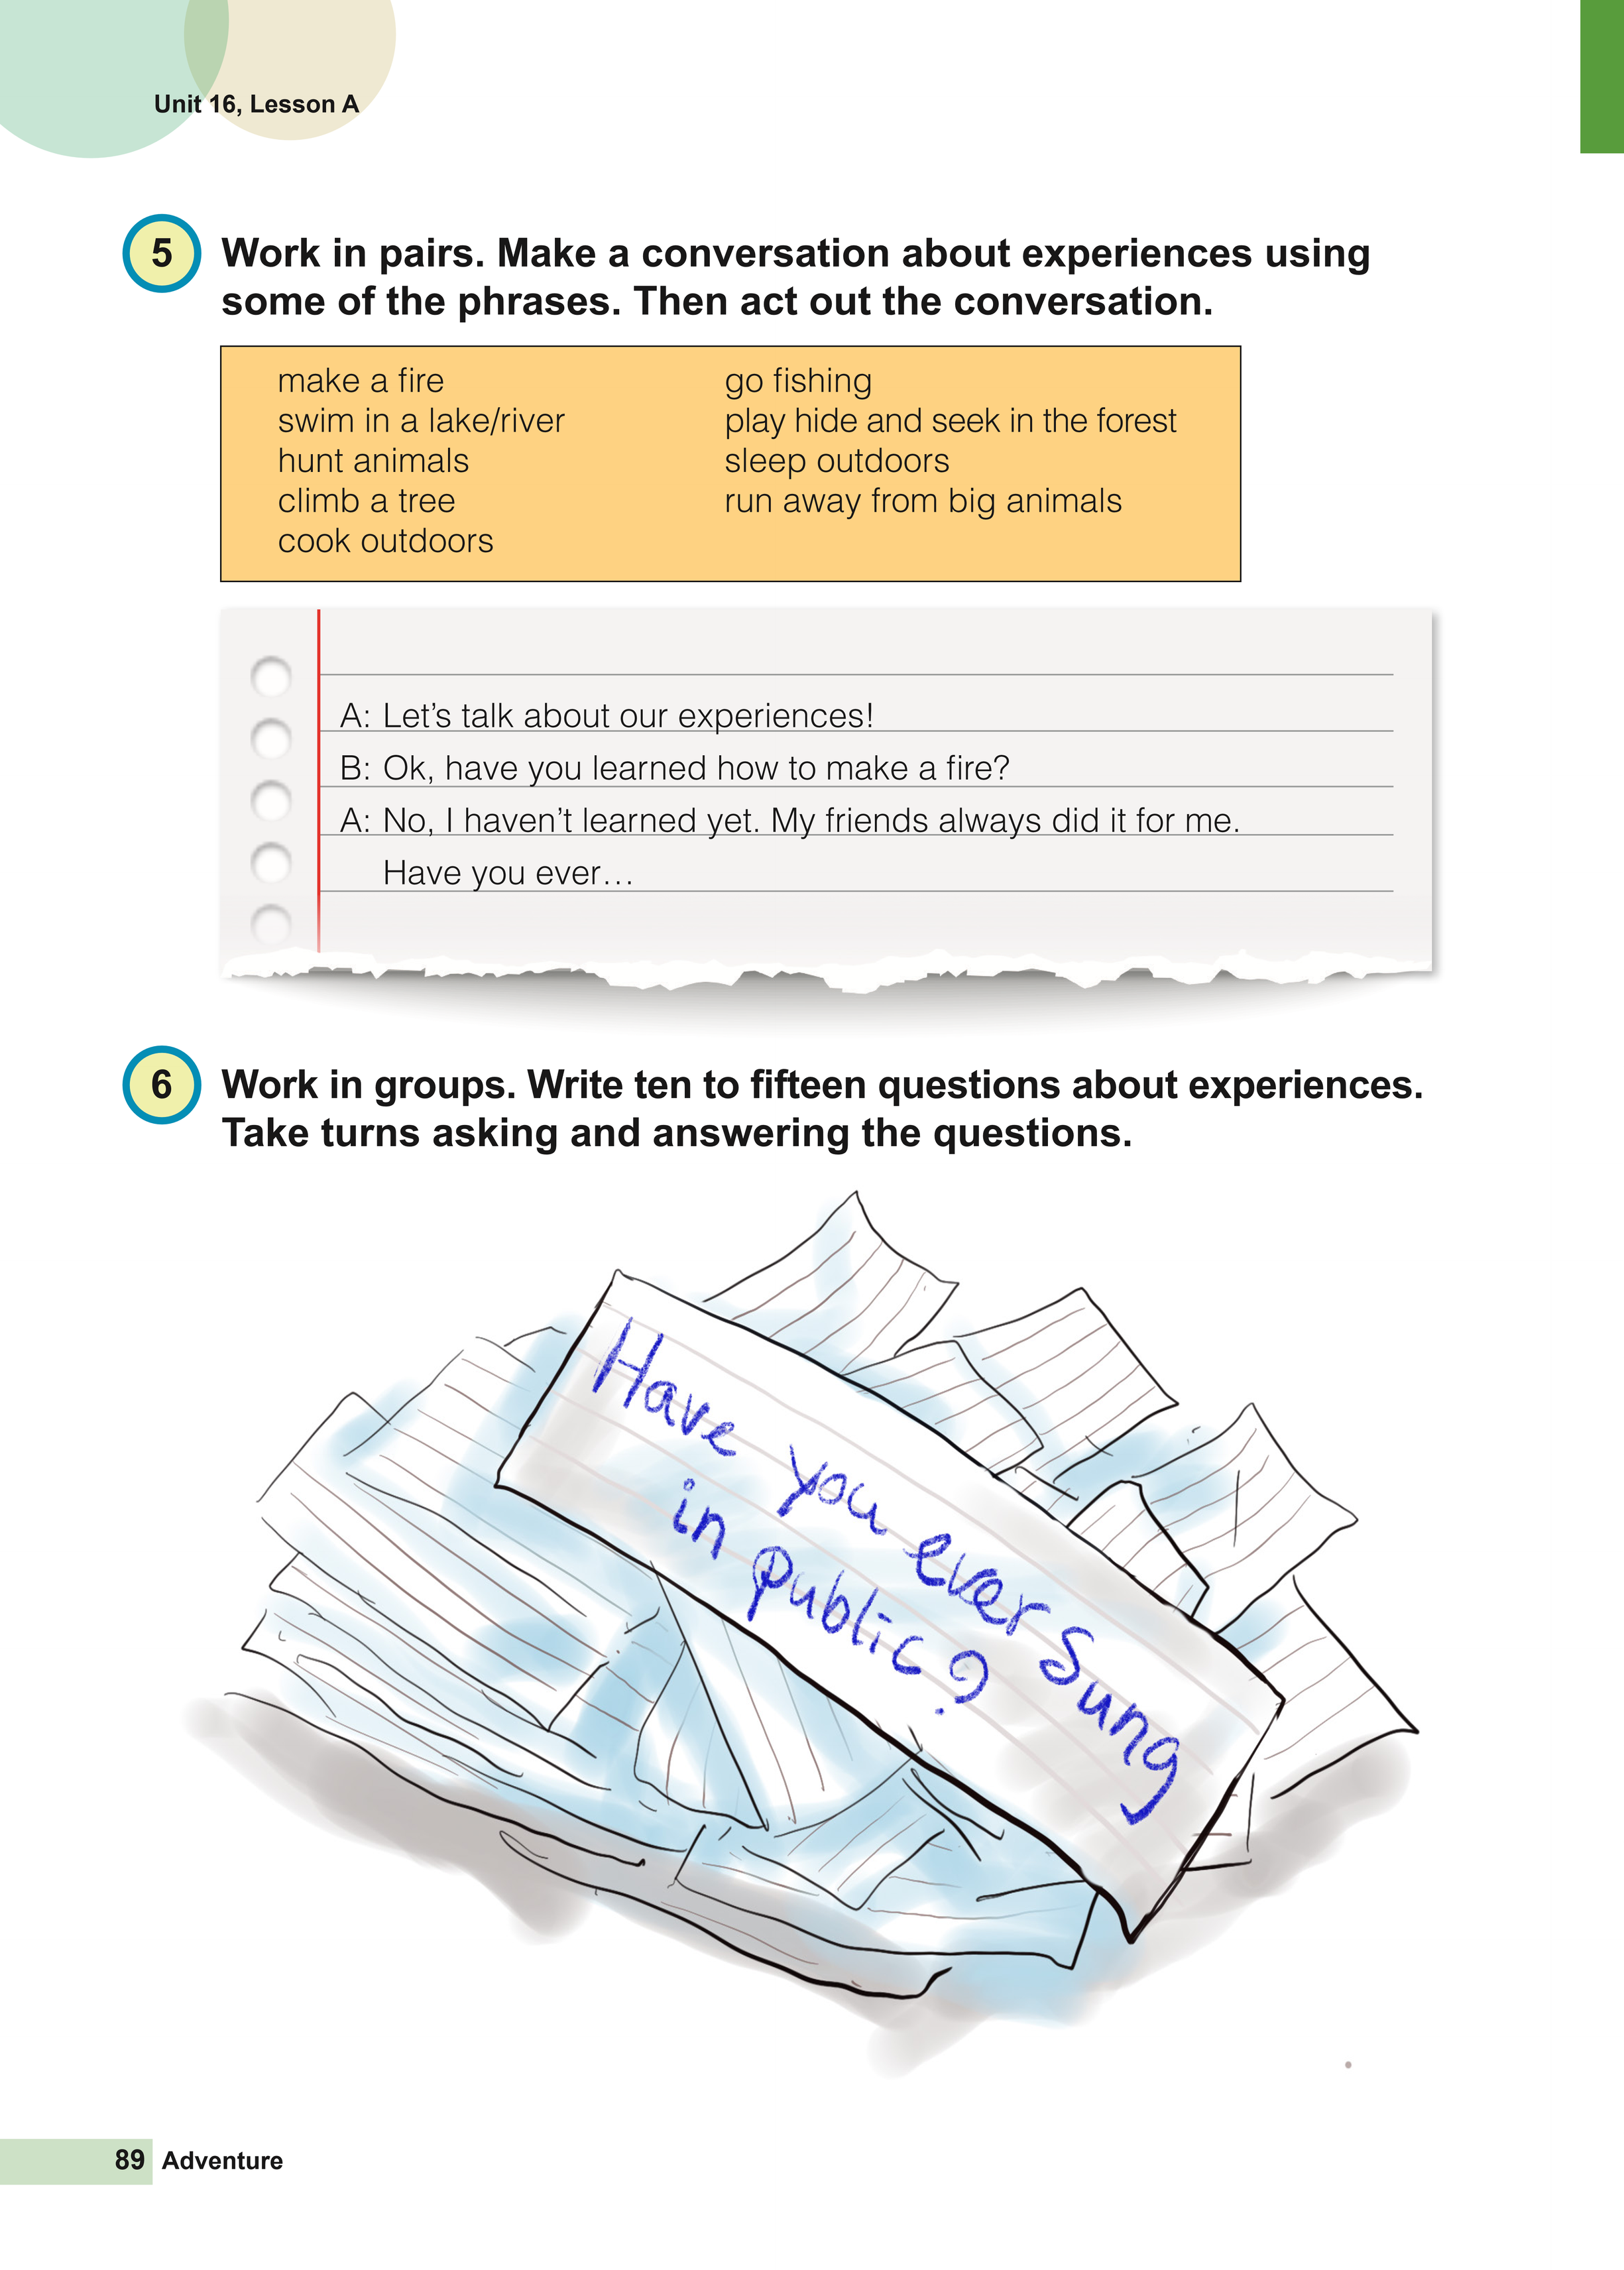 Unit 16, Lesson A
5 Work in pairs. Make a conversation about experiences using
some of the phrases. Then act out the conversation.
make a fire
swim in a lake/river
hunt animals
climb a tree
cook outdoors
go fishing
play hide and seek in the forest
sleep outdoors
run away from big animals
A: Let's talk about our experiences!
B: Ok, have you learned how to make a fire?
A: No, I haven't learned yet. My friends always did it for me.
Have you ever…
6 Work in groups. Write ten to fifteen questions about experiences.
Take turns asking and answering the questions.
Have you ever Sung
in public?
89 Adventure